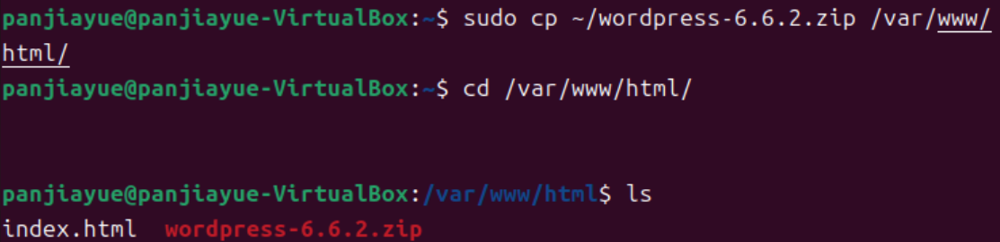 panjiayue@panjiayue-VirtualBox:~$ sudo cp ~/wordpress-6.6.2.zip /var/www/
html/
panjiayue@panjiayue-VirtualBox:~$ cd /var/www/html/
panjiayue@panjiayue-VirtualBox:/var/www/html$ ls
index.html  wordpress-6.6.2.zip